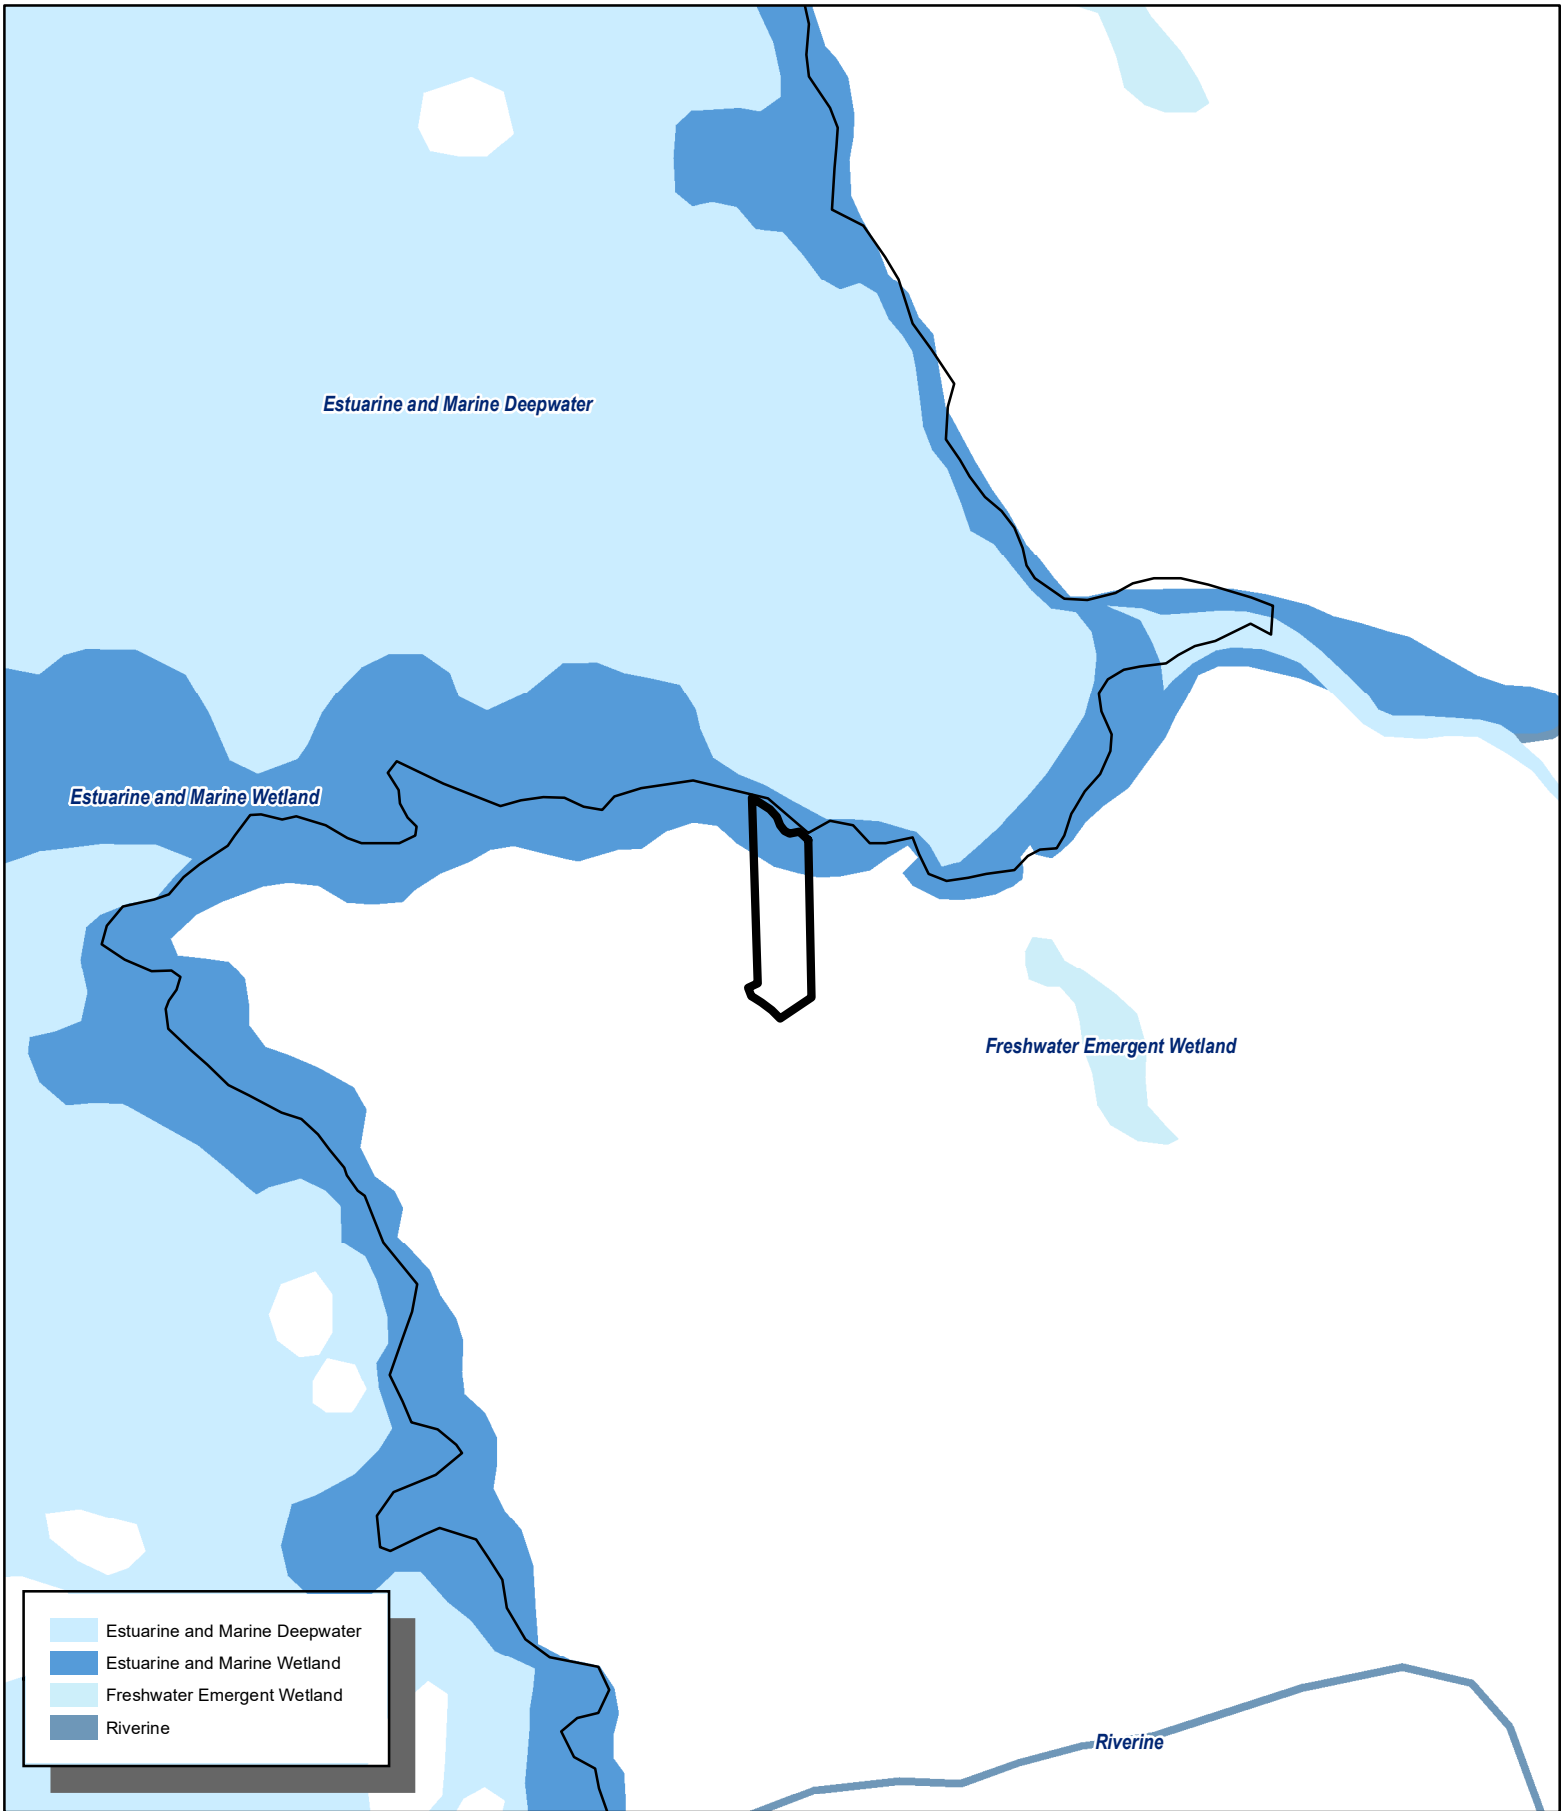 Estuarine and Marine Deepwater
Estuarine and Marine Wetland
Freshwater Emergent Wetland
Estuarine and Marine Deepwater
Estuarine and Marine Wetland
Freshwater Emergent Wetland
Riverine
Riverine